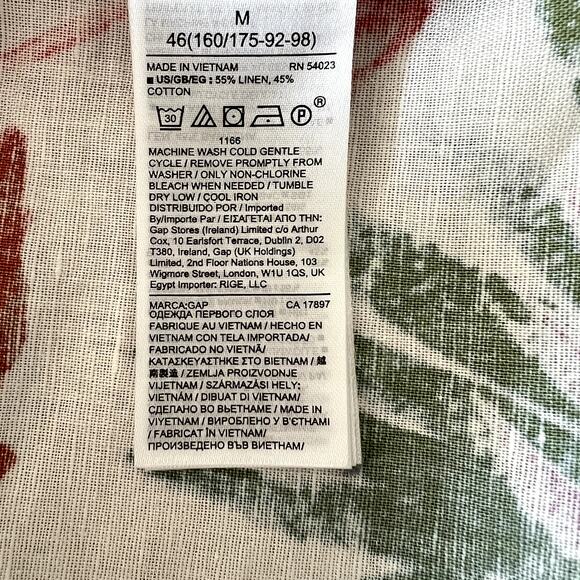 M
46(160/175-92-98)
MADE IN VIETNAM RN 54023
■ US/GB/EG : 55% LINEN, 45%
COTTON
30 P ®
1166
MACHINE WASH COLD GENTLE
CYCLE / REMOVE PROMPTLY FROM
WASHER / ONLY NON-CHLORINE
BLEACH WHEN NEEDED / TUMBLE
DRY LOW / COOL IRON
DISTRIBUIDO POR / Imported
By/Importe Par / ΕΙΣΑΓΕΤΑΙ ΑΠΟ ΤΗΝ:
Gap Stores (Ireland) Limited c/o Arthur
Cox, 10 Earlsfort Terrace, Dublin 2, D02
T380, Ireland, Gap (UK Holdings)
Limited, 2nd Floor Nations House, 103
Wigmore Street, London, W1U 1QS, UK
Egypt Importer: RIGE, LLC
MARCA:GAP CA 17897
ОДЕЖДА ПЕРВОГО СЛОЯ
FABRIQUE AU VIETNAM / HECHO EN
VIETNAM CON TELA IMPORTADA/
FABRICADO NO VIETNÃ/
ΚΑΤΑΣΚΕΥΑΣΤΗΚΕ ΣΤΟ ΒΙΕΤΝΑΜ / 越
南製造 / ZEMLJA PROIZVODNJE
VIJETNAM / SZÁRMAZÁSI HELY:
VIETNÁM / DIBUAT DI VIETNAM/
СДЕЛАНО ВО ВЬЕТНАМЕ / MADE IN
VIYETNAM / ВИРОБЛЕНО У В'ЄТНАМІ
/ FABRICAT ÎN VIETNAM/
ПРОИЗВЕДЕНО ВЪВ ВИЕТНАМ/